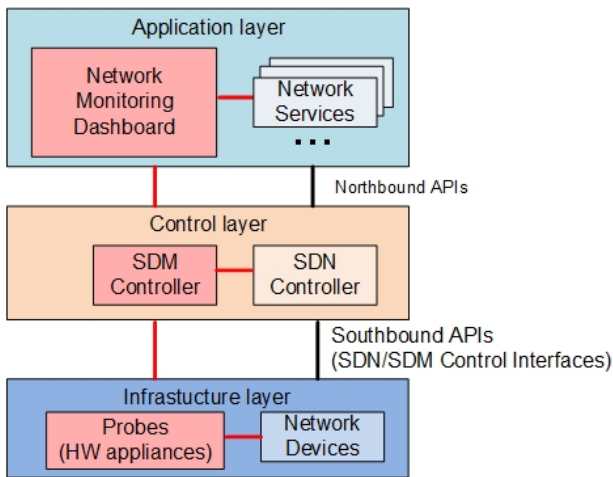 Application layer
Network
Monitoring
Dashboard
Network
Services
...
Northbound APIs
Control layer
SDM
Controller
SDN
Controller
Southbound APIs
(SDN/SDM Control Interfaces)
Infrastucture layer
Probes
(HW appliances)
Network
Devices